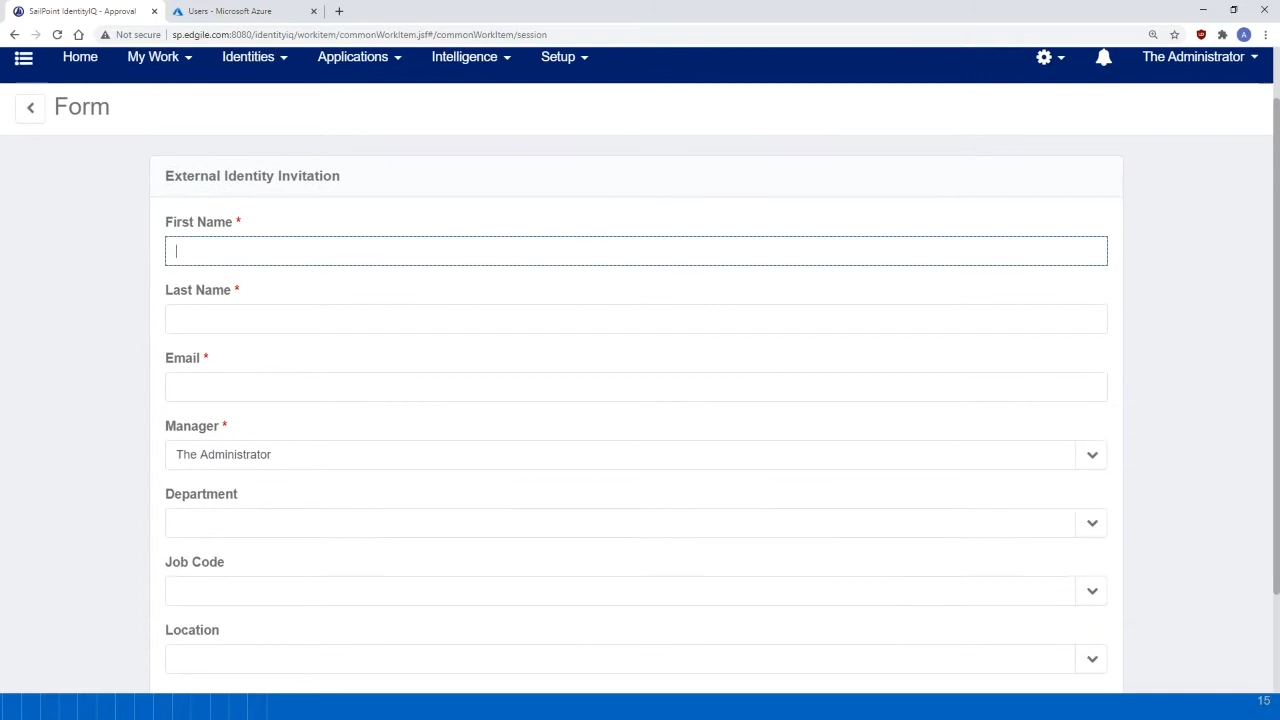 SailPoint IdentityIQ - Approval
Users - Microsoft Azure
Not secure sp.edgile.com:8080/identityiq/workitem/commonWorkItem.jsf#/commonWorkItem/session
A
Home My Work Identities Applications Intelligence Setup The Administrator
Form
External Identity Invitation
First Name *
Last Name *
Email *
Manager *
The Administrator
Department
Job Code
Location
15